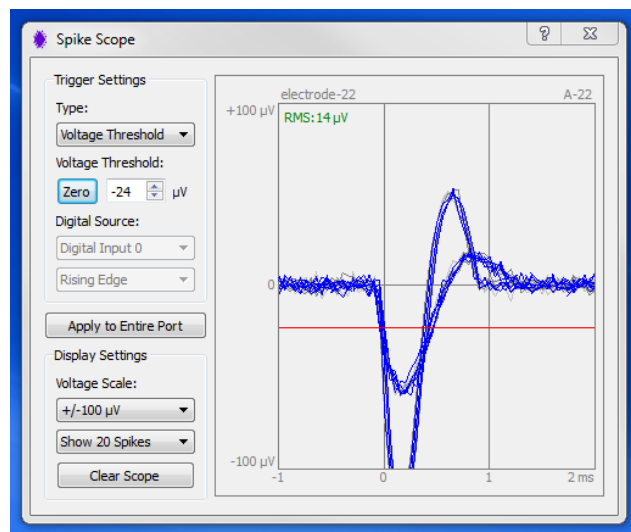 Spike Scope
Trigger Settings
Type:
Voltage Threshold
Voltage Threshold:
Zero -24 µV
Digital Source:
Digital Input 0
Rising Edge
Apply to Entire Port
Display Settings
Voltage Scale:
+/-100 µV
Show 20 Spikes
Clear Scope
electrode-22 A-22
+100 µV
RMS:14 µV
0
-100 µV
-1 0 1 2 ms